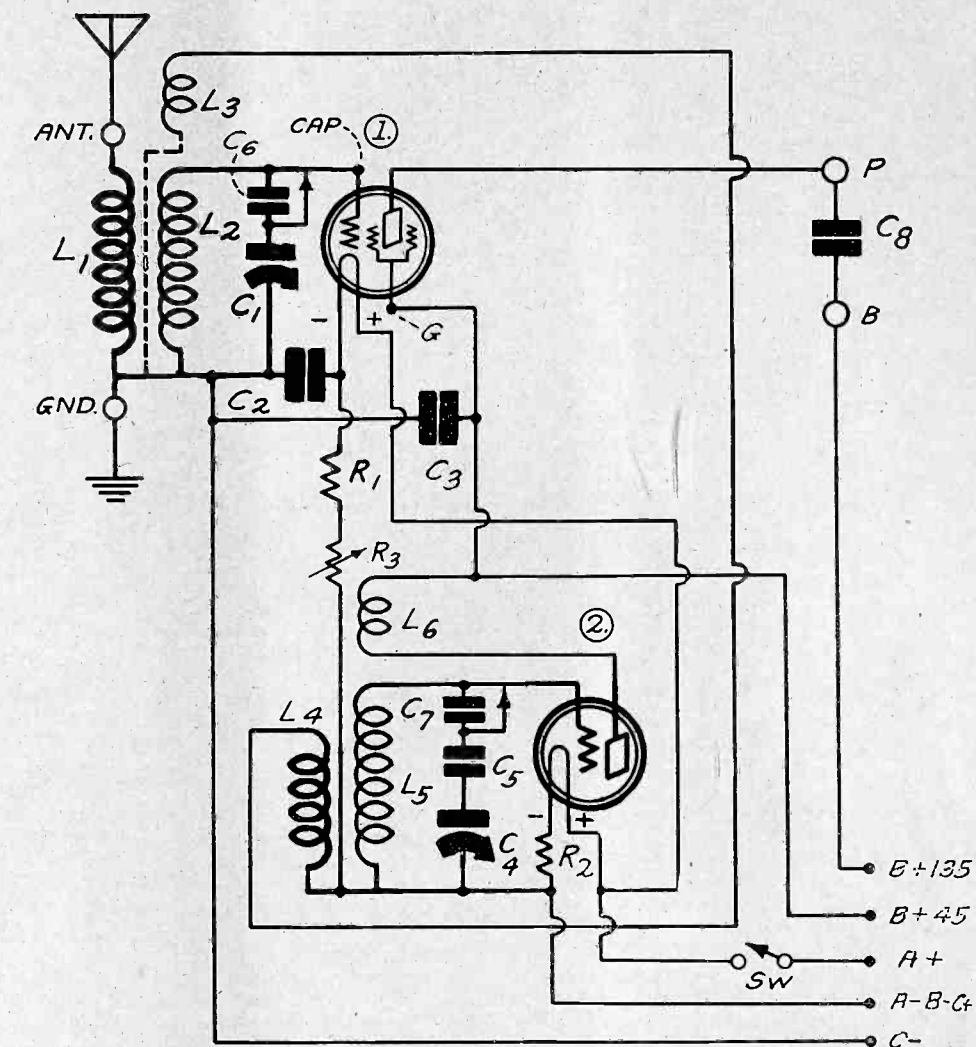 L3
ANT.
CAP
1.
C6
P
L1
L2
C8
C1
- +
G
B
C2
GND.
R1
C3
R3
L6
2.
L4
C7
L5
C5
- +
C4
R2
B+135
B+45
SW
A+
A-B-C+
C-